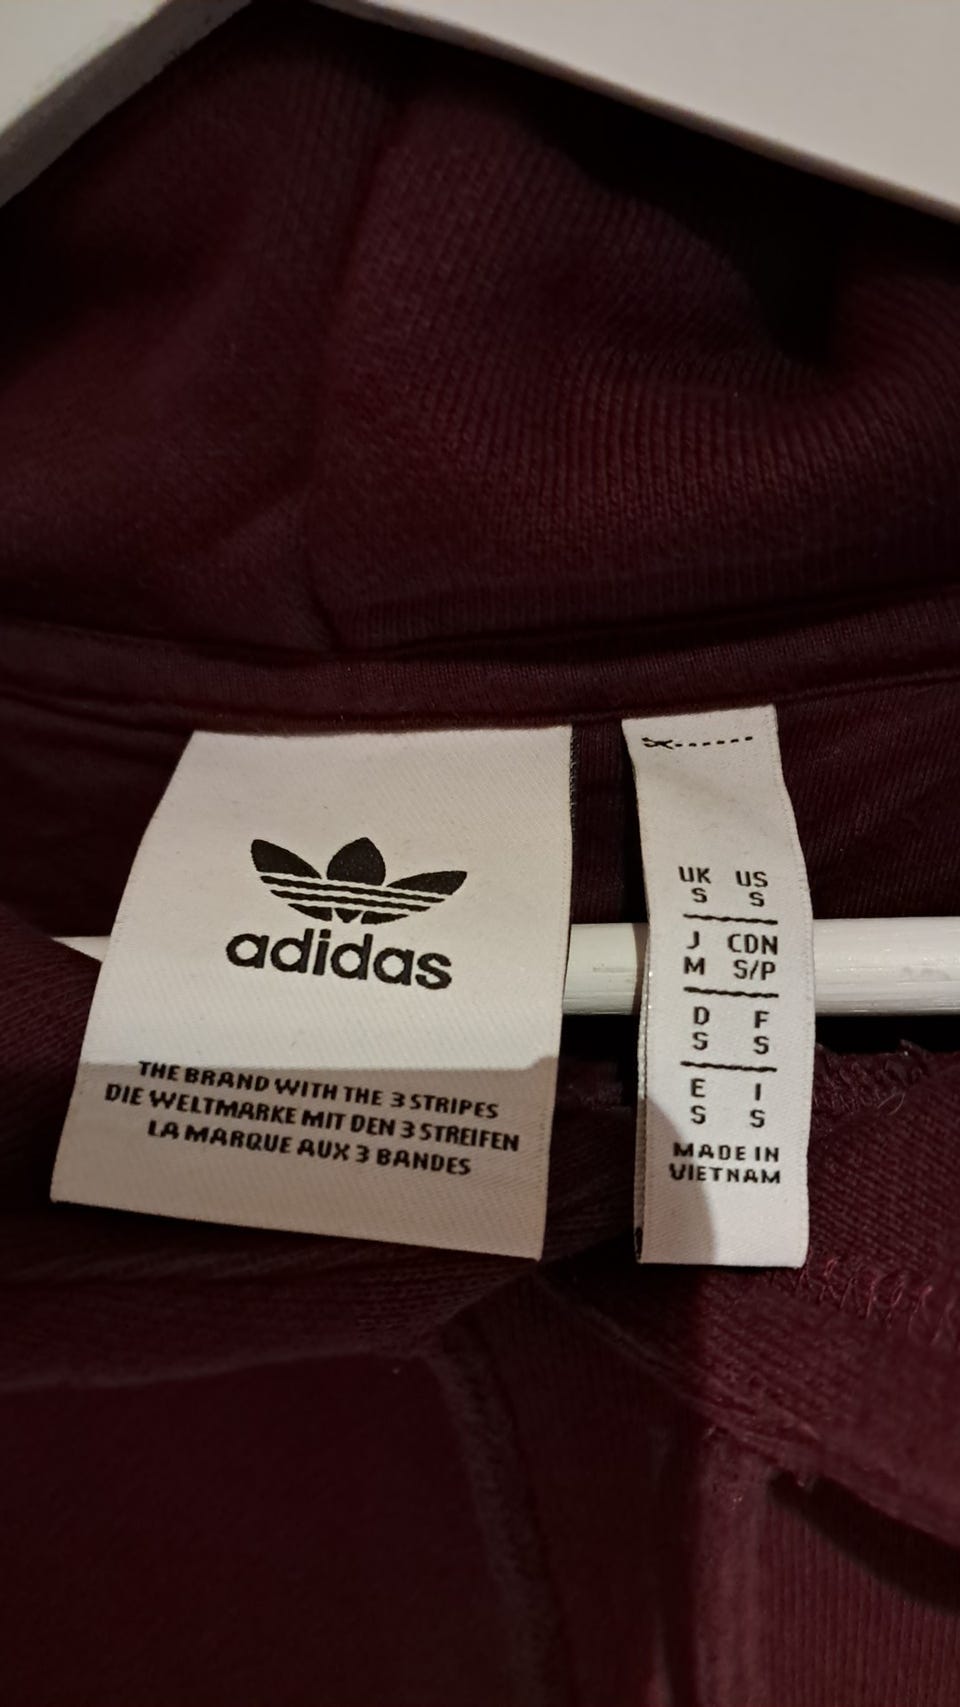 adidas
THE BRAND WITH THE 3 STRIPES
DIE WELTMARKE MIT DEN 3 STREIFEN
LA MARQUE AUX 3 BANDES
UK US
S S
J CDN
M S/P
D F
S S
E I
S S
MADE IN
VIETNAM